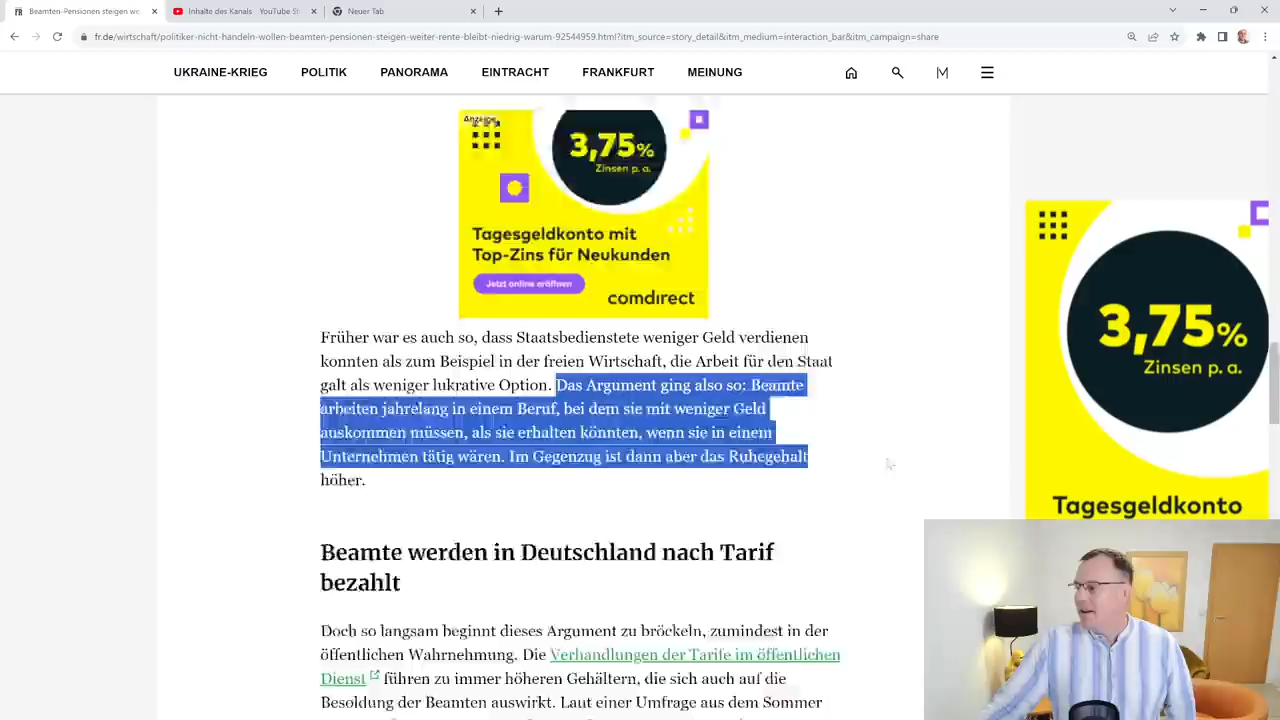 Beamten-Pensionen steigen we
Inhalte des Kanals - YouTube St
Neuer Tab
fr.de/wirtschaft/politiker-nicht-handeln-wollen-beamten-pensionen-steigen-weiter-rente-bleibt-niedrig-warum-92544959.html?itm_source=story_detail&itm_medium=interaction_bar&itm_campaign=share
UKRAINE-KRIEG POLITIK PANORAMA EINTRACHT FRANKFURT MEINUNG
Anzeige
3,75%
Zinsen p. a.
Tagesgeldkonto mit
Top-Zins für Neukunden
Jetzt online eröffnen
comdirect
3,75%
Zinsen p. a.
Tagesgeldkonto
Früher war es auch so, dass Staatsbedienstete weniger Geld verdienen
konnten als zum Beispiel in der freien Wirtschaft, die Arbeit für den Staat
galt als weniger lukrative Option. Das Argument ging also so: Beamte
arbeiten jahrelang in einem Beruf, bei dem sie mit weniger Geld
auskommen müssen, als sie erhalten könnten, wenn sie in einem
Unternehmen tätig wären. Im Gegenzug ist dann aber das Ruhegehalt
höher.
Beamte werden in Deutschland nach Tarif
bezahlt
Doch so langsam beginnt dieses Argument zu bröckeln, zumindest in der
öffentlichen Wahrnehmung. Die Verhandlungen der Tarife im öffentlichen
Dienst führen zu immer höheren Gehältern, die sich auch auf die
Besoldung der Beamten auswirkt. Laut einer Umfrage aus dem Sommer